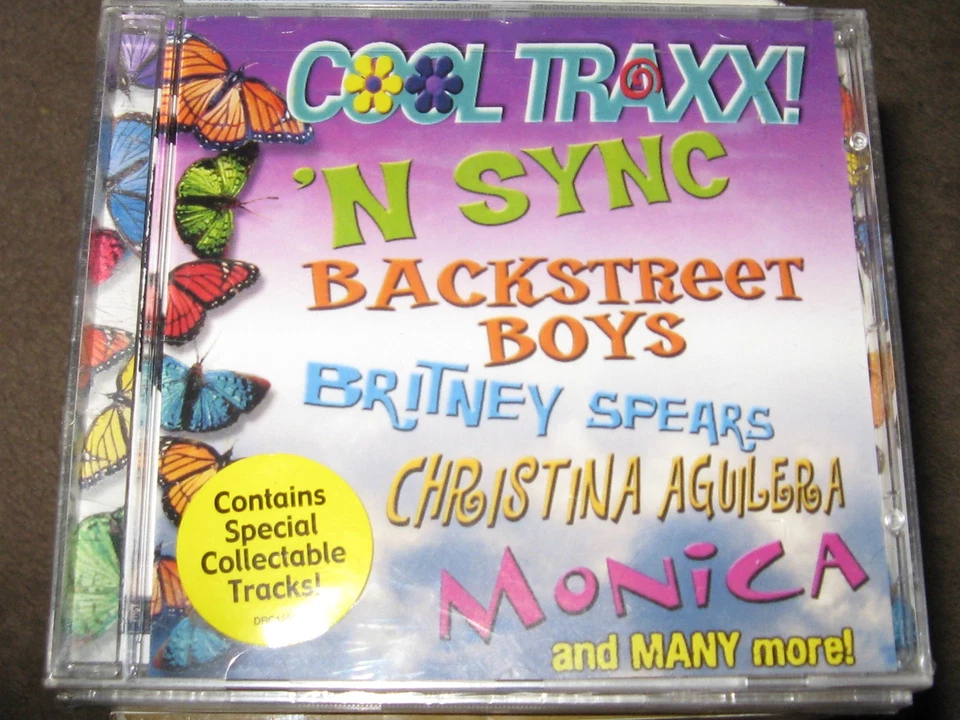 COOL TRAXX!
'N SYNC
BACKSTREET
BOYS
BRITNEY SPEARS
CHRISTINA AGUILERA
MONICA
and MANY more!
Contains
Special
Collectable
Tracks!